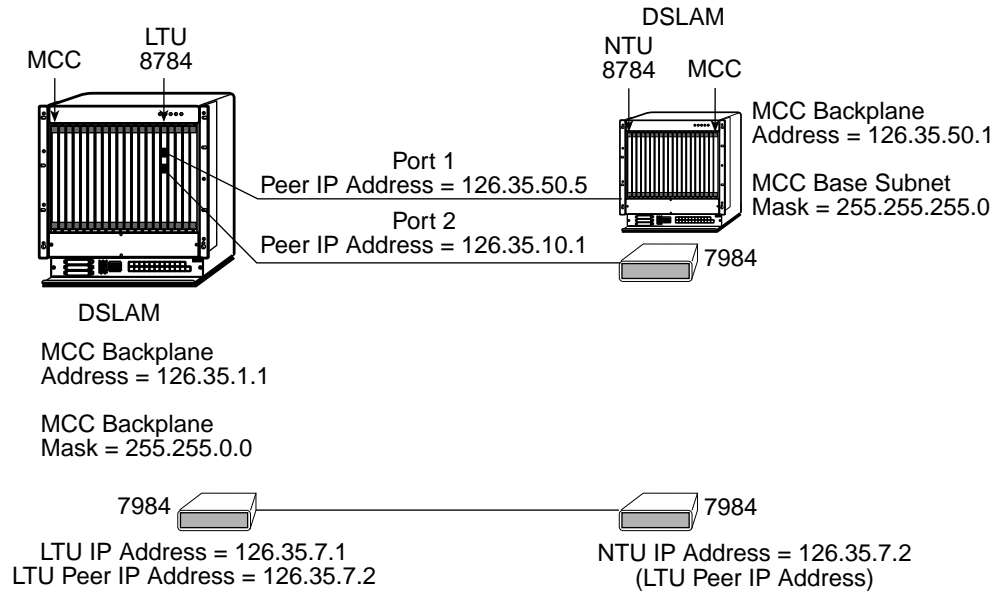 DSLAM
LTU
8784
MCC
NTU
8784
MCC
MCC Backplane
Address = 126.35.50.1
MCC Base Subnet
Mask = 255.255.255.0
Port 1
Peer IP Address = 126.35.50.5
Port 2
Peer IP Address = 126.35.10.1
7984
DSLAM
MCC Backplane
Address = 126.35.1.1
MCC Backplane
Mask = 255.255.0.0
7984
7984
LTU IP Address = 126.35.7.1
LTU Peer IP Address = 126.35.7.2
NTU IP Address = 126.35.7.2
(LTU Peer IP Address)